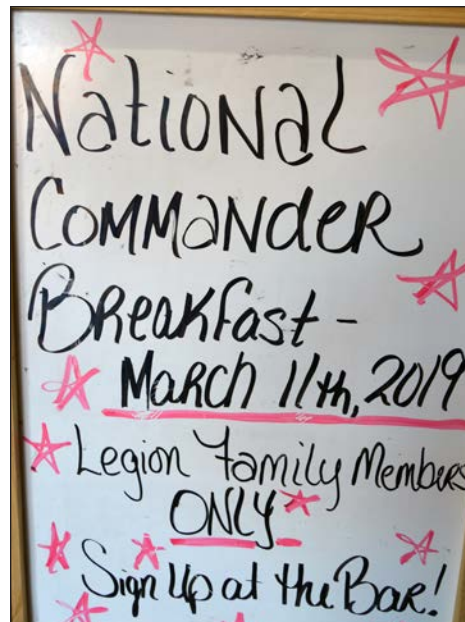 National
Commander
Breakfast -
March 11th, 2019
Legion Family Members
ONLY
Sign Up at the Bar!